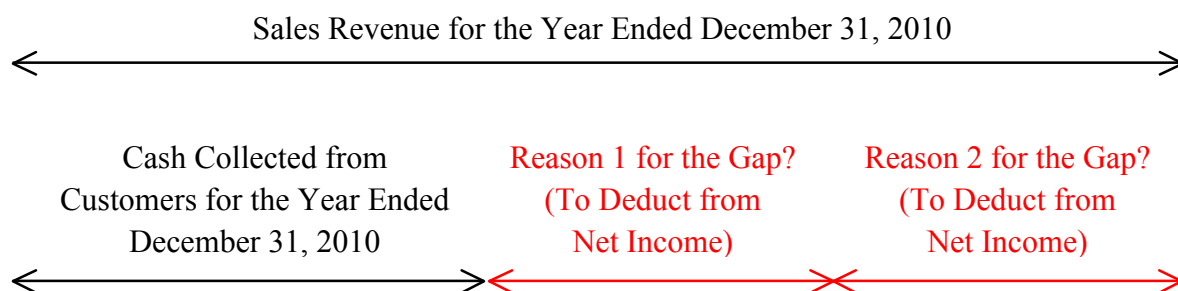 Sales Revenue for the Year Ended December 31, 2010
Cash Collected from
Customers for the Year Ended
December 31, 2010
Reason 1 for the Gap?
(To Deduct from
Net Income)
Reason 2 for the Gap?
(To Deduct from
Net Income)